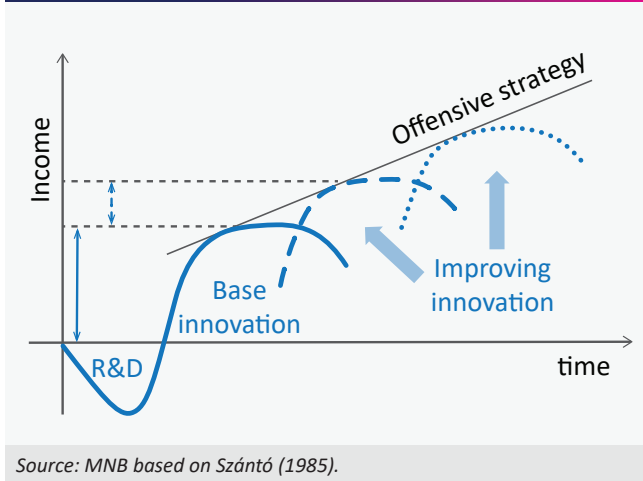 Offensive strategy
Income
Base
innovation
Improving
innovation
R&D
time
Source: MNB based on Szántó (1985).